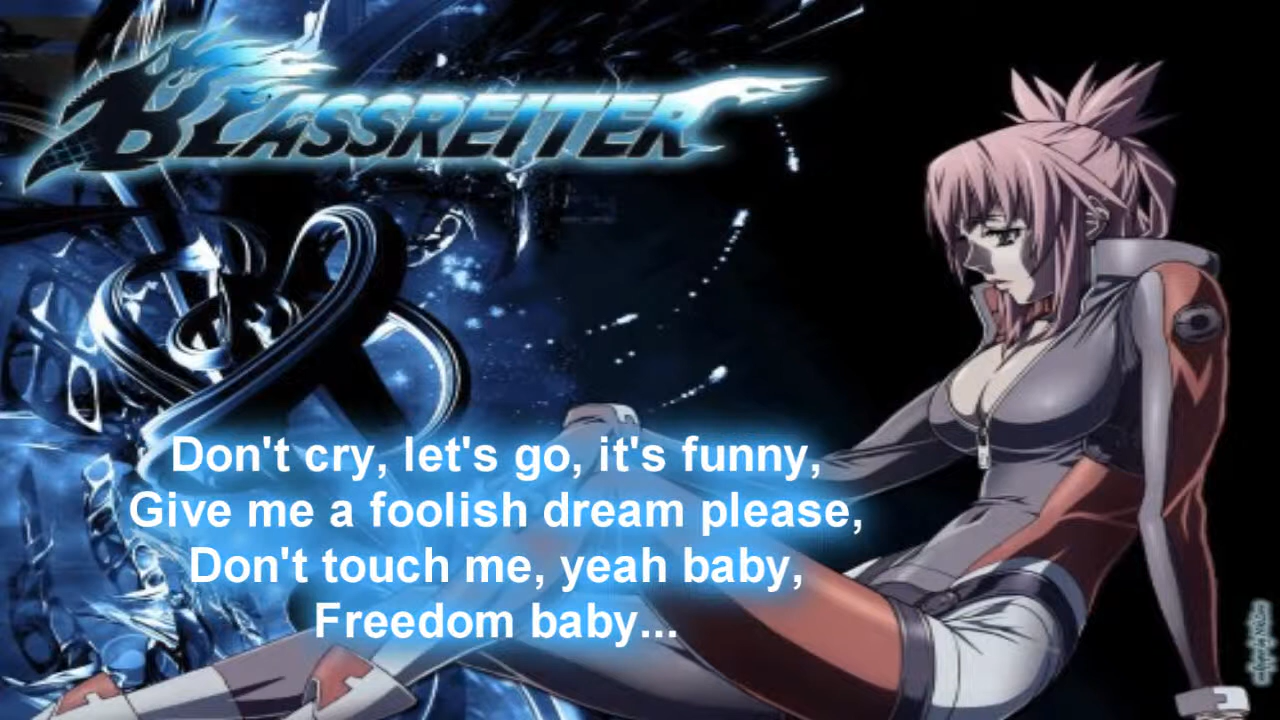 BLASSREITER
Don't cry, let's go, it's funny,
Give me a foolish dream please,
Don't touch me, yeah baby,
Freedom baby...